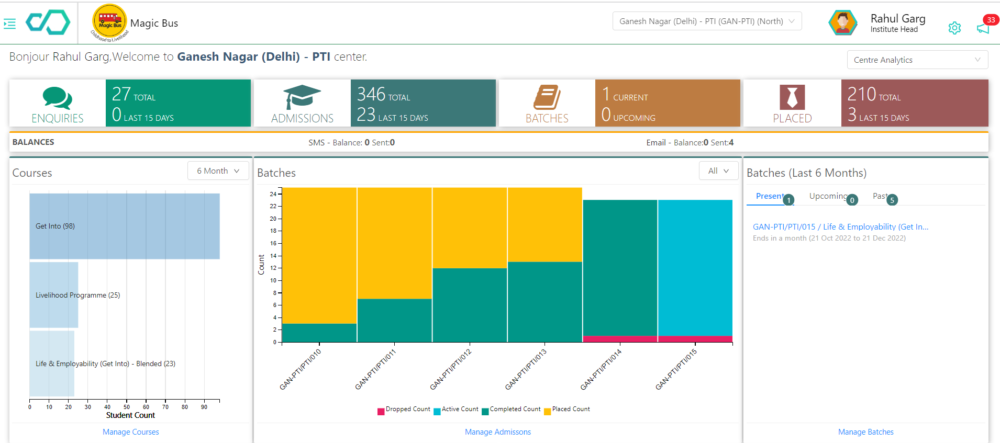 Magic Bus
Childhood to Livelihood
Magic Bus
Ganesh Nagar (Delhi) - PTI (GAN-PTI) (North)
Rahul Garg
Institute Head
33
Bonjour Rahul Garg,Welcome to Ganesh Nagar (Delhi) - PTI center.
Centre Analytics
ENQUIRIES
27 TOTAL
0 LAST 15 DAYS
ADMISSIONS
346 TOTAL
23 LAST 15 DAYS
BATCHES
1 CURRENT
0 UPCOMING
PLACED
210 TOTAL
3 LAST 15 DAYS
BALANCES
SMS - Balance: 0 Sent:0
Email - Balance:0 Sent:4
Courses
6 Month
Get Into (98)
Livelihood Programme (25)
Life & Employability (Get Into) - Blended (23)
0 10 20 30 40 50 60 70 80 90
Student Count
Manage Courses
Batches
All
Count
24
22
20
18
16
14
12
10
8
6
4
2
0
GAN-PTI/PTI/010
GAN-PTI/PTI/011
GAN-PTI/PTI/012
GAN-PTI/PTI/013
GAN-PTI/PTI/014
GAN-PTI/PTI/015
Dropped Count Active Count Completed Count Placed Count
Manage Admissons
Batches (Last 6 Months)
Present 1 Upcoming 0 Past 5
GAN-PTI/PTI/015 / Life & Employability (Get In...
Ends in a month (21 Oct 2022 to 21 Dec 2022)
Manage Batches